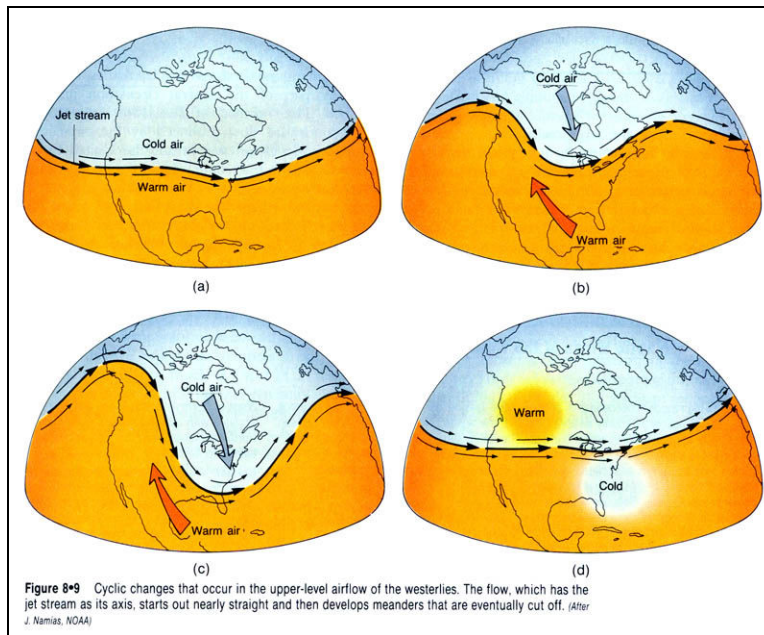 Jet stream
Cold air
Warm air
(a)
Cold air
Warm air
(b)
Cold air
Warm air
(c)
Warm
Cold
(d)
Figure 8•9 Cyclic changes that occur in the upper-level airflow of the westerlies. The flow, which has the
jet stream as its axis, starts out nearly straight and then develops meanders that are eventually cut off. (After
J. Namias, NOAA)